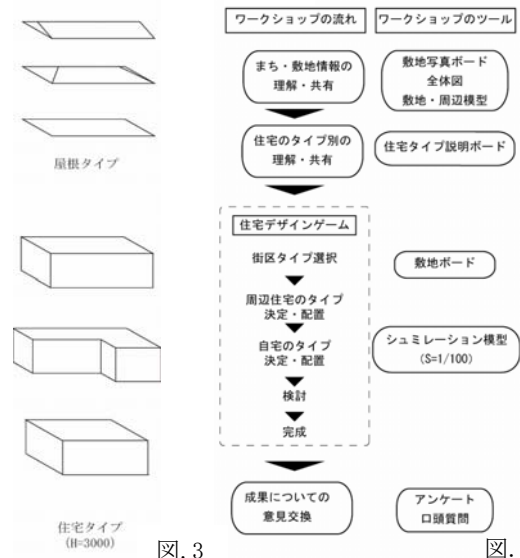 屋根タイプ
住宅タイプ
(H=3000)
図.3
ワークショップの流れ
ワークショップのツール
まち・敷地情報の
理解・共有
敷地写真ボード
全体図
敷地・周辺模型
住宅のタイプ別の
理解・共有
住宅タイプ説明ボード
住宅デザインゲーム
街区タイプ選択
敷地ボード
周辺住宅のタイプ
決定・配置
自宅のタイプ
決定・配置
シュミレーション模型
(S=1/100)
検討
完成
成果についての
意見交換
アンケート
口頭質問
図.